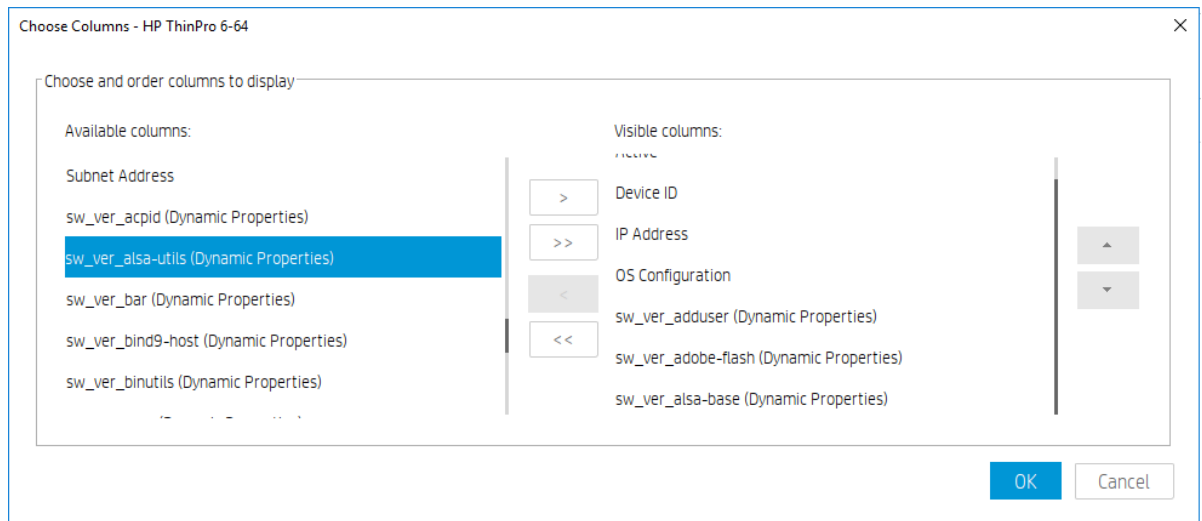 Choose Columns - HP ThinPro 6-64
Choose and order columns to display
Available columns:
Subnet Address
sw_ver_acpid (Dynamic Properties)
sw_ver_alsa-utils (Dynamic Properties)
sw_ver_bar (Dynamic Properties)
sw_ver_bind9-host (Dynamic Properties)
sw_ver_binutils (Dynamic Properties)
>
>>
<
<<
Visible columns:
Active
Device ID
IP Address
OS Configuration
sw_ver_adduser (Dynamic Properties)
sw_ver_adobe-flash (Dynamic Properties)
sw_ver_alsa-base (Dynamic Properties)
OK
Cancel